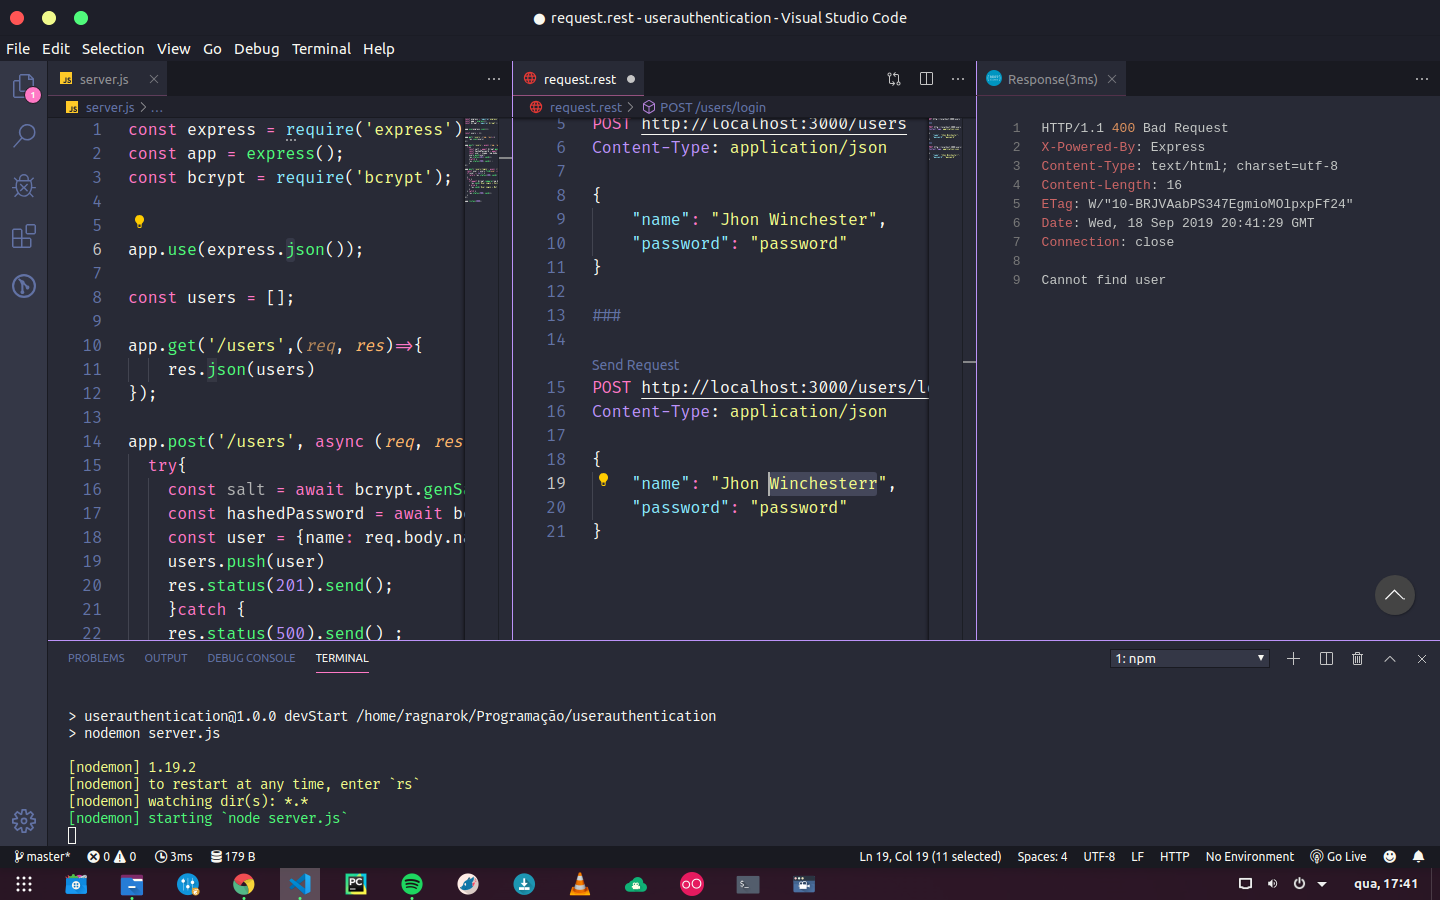 request.rest - userauthentication - Visual Studio Code
File Edit Selection View Go Debug Terminal Help
1
JS server.js
request.rest
Response(3ms)
JS server.js > ...
request.rest > POST /users/login
1 const express = require('express')
2 const app = express();
3 const bcrypt = require('bcrypt');
4
5
6 app.use(express.json());
7
8 const users = [];
9
10 app.get('/users',(req, res)=>{
11 res.json(users)
12 });
13
14 app.post('/users', async (req, res
15 try{
16 const salt = await bcrypt.genSa
17 const hashedPassword = await bc
18 const user = {name: req.body.na
19 users.push(user)
20 res.status(201).send();
21 }catch {
22 res.status(500).send() ;
5 POST http://localhost:3000/users
6 Content-Type: application/json
7
8 {
9 "name": "Jhon Winchester",
10 "password": "password"
11 }
12
13 ###
14
Send Request
15 POST http://localhost:3000/users/lo
16 Content-Type: application/json
17
18 {
19 "name": "Jhon Winchesterr",
20 "password": "password"
21 }
1 HTTP/1.1 400 Bad Request
2 X-Powered-By: Express
3 Content-Type: text/html; charset=utf-8
4 Content-Length: 16
5 ETag: W/"10-BRJVAabPS347EgmioMOlpxpFf24"
6 Date: Wed, 18 Sep 2019 20:41:29 GMT
7 Connection: close
8
9 Cannot find user
PROBLEMS OUTPUT DEBUG CONSOLE TERMINAL
1: npm
> userauthentication@1.0.0 devStart /home/ragnarok/Programação/userauthentication
> nodemon server.js
[nodemon] 1.19.2
[nodemon] to restart at any time, enter `rs`
[nodemon] watching dir(s): *.*
[nodemon] starting `node server.js`
master* 0 0 3ms 179 B
Ln 19, Col 19 (11 selected) Spaces: 4 UTF-8 LF HTTP No Environment Go Live
PC
qua, 17:41